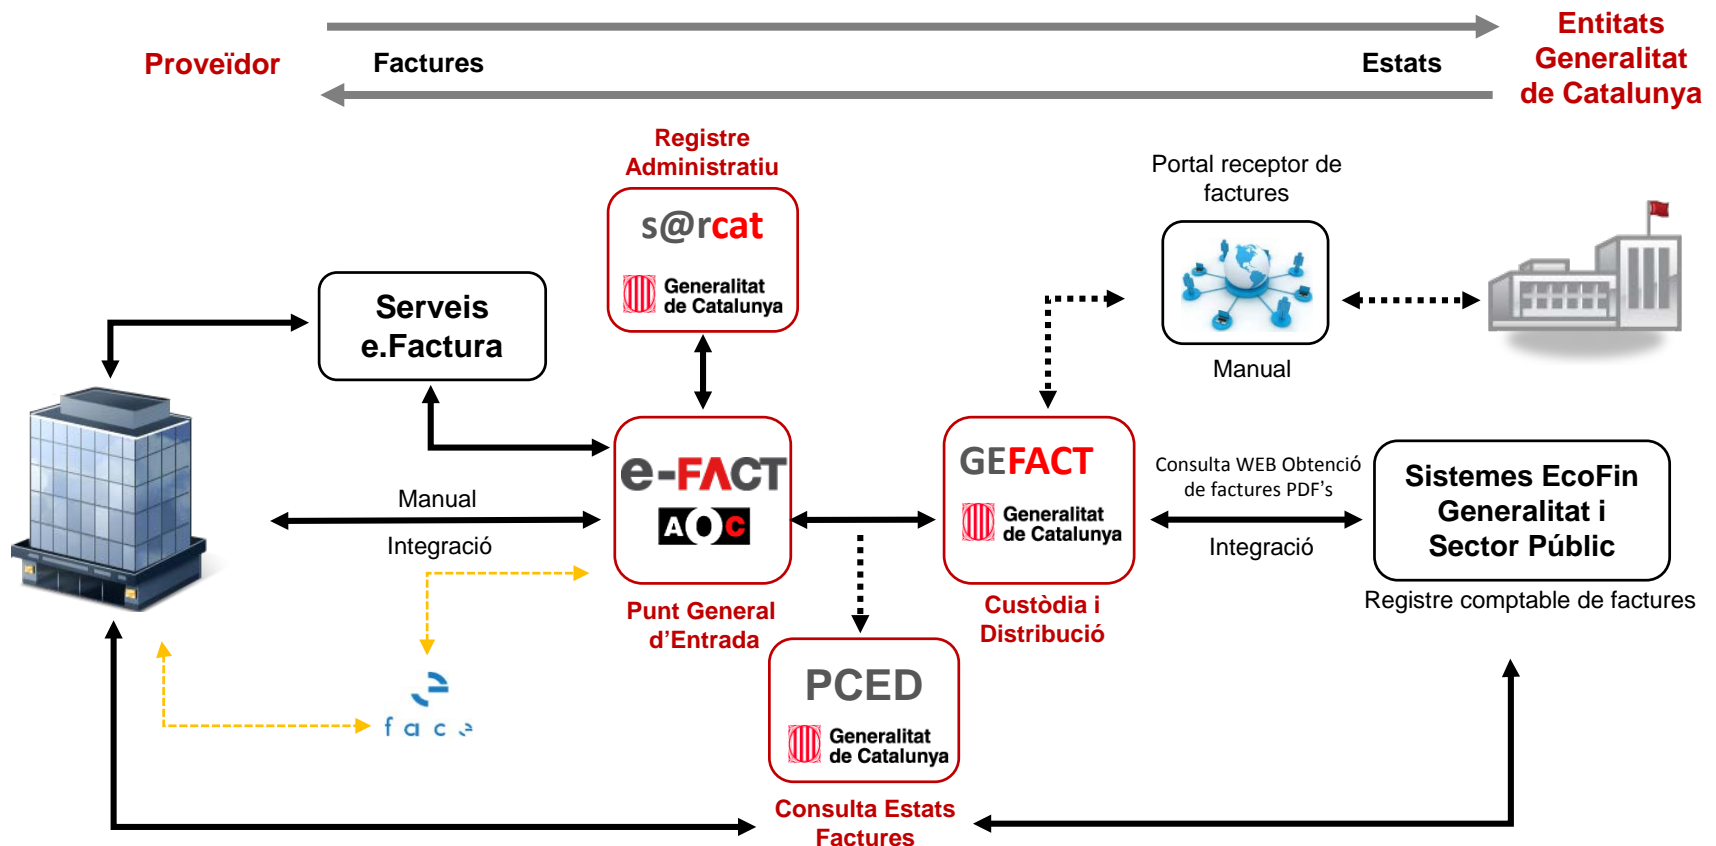 Proveïdor
Factures
Estats
Entitats
Generalitat
de Catalunya
Registre
Administratiu
s@rcat
Generalitat
de Catalunya
Portal receptor de
factures
Manual
Serveis
e.Factura
Manual
Integració
e-FACT
AOC
Punt General
d’Entrada
GEFACT
Generalitat
de Catalunya
Custòdia i
Distribució
Consulta WEB Obtenció
de factures PDF’s
Integració
Sistemes EcoFin
Generalitat i
Sector Públic
Registre comptable de factures
face
PCED
Generalitat
de Catalunya
Consulta Estats
Factures